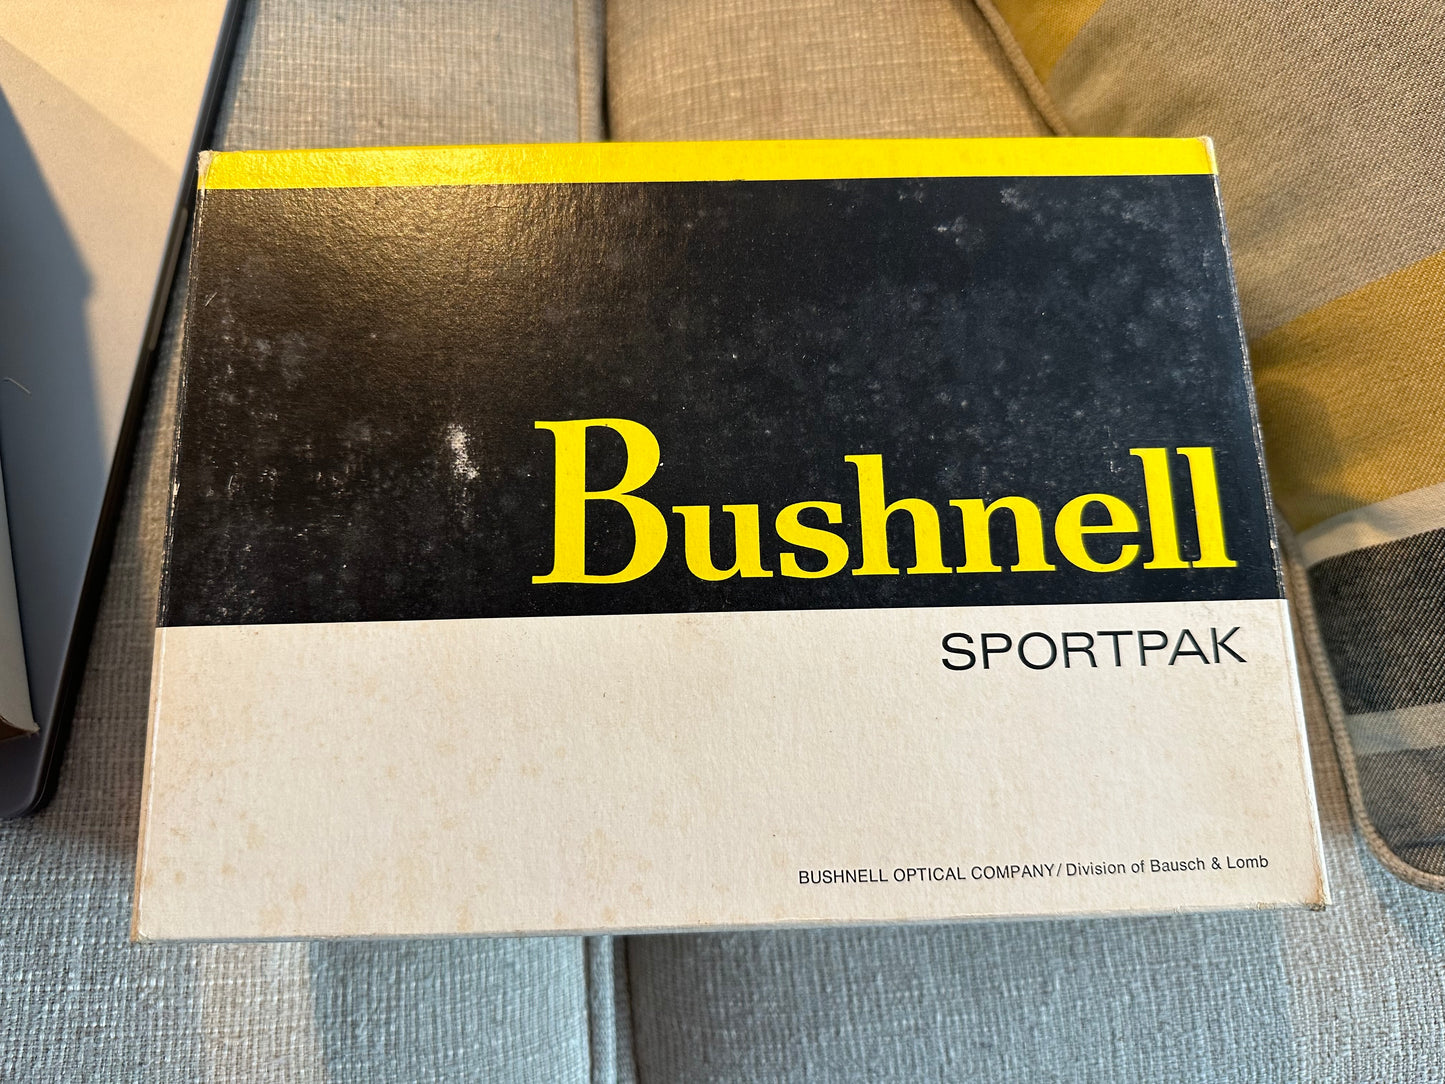 Bushnell
SPORTPAK
BUSHNELL OPTICAL COMPANY/Division of Bausch & Lomb